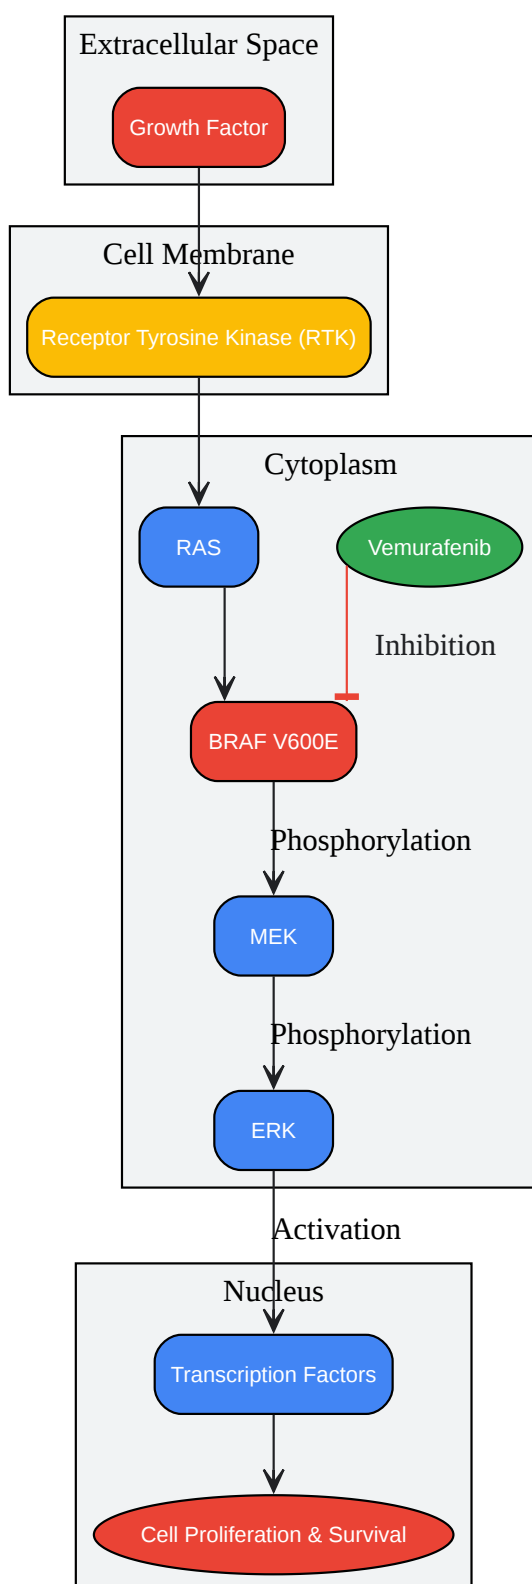 Extracellular Space
Growth Factor
Cell Membrane
Receptor Tyrosine Kinase (RTK)
Cytoplasm
RAS
Vemurafenib
Inhibition
BRAF V600E
Phosphorylation
MEK
Phosphorylation
ERK
Activation
Nucleus
Transcription Factors
Cell Proliferation & Survival